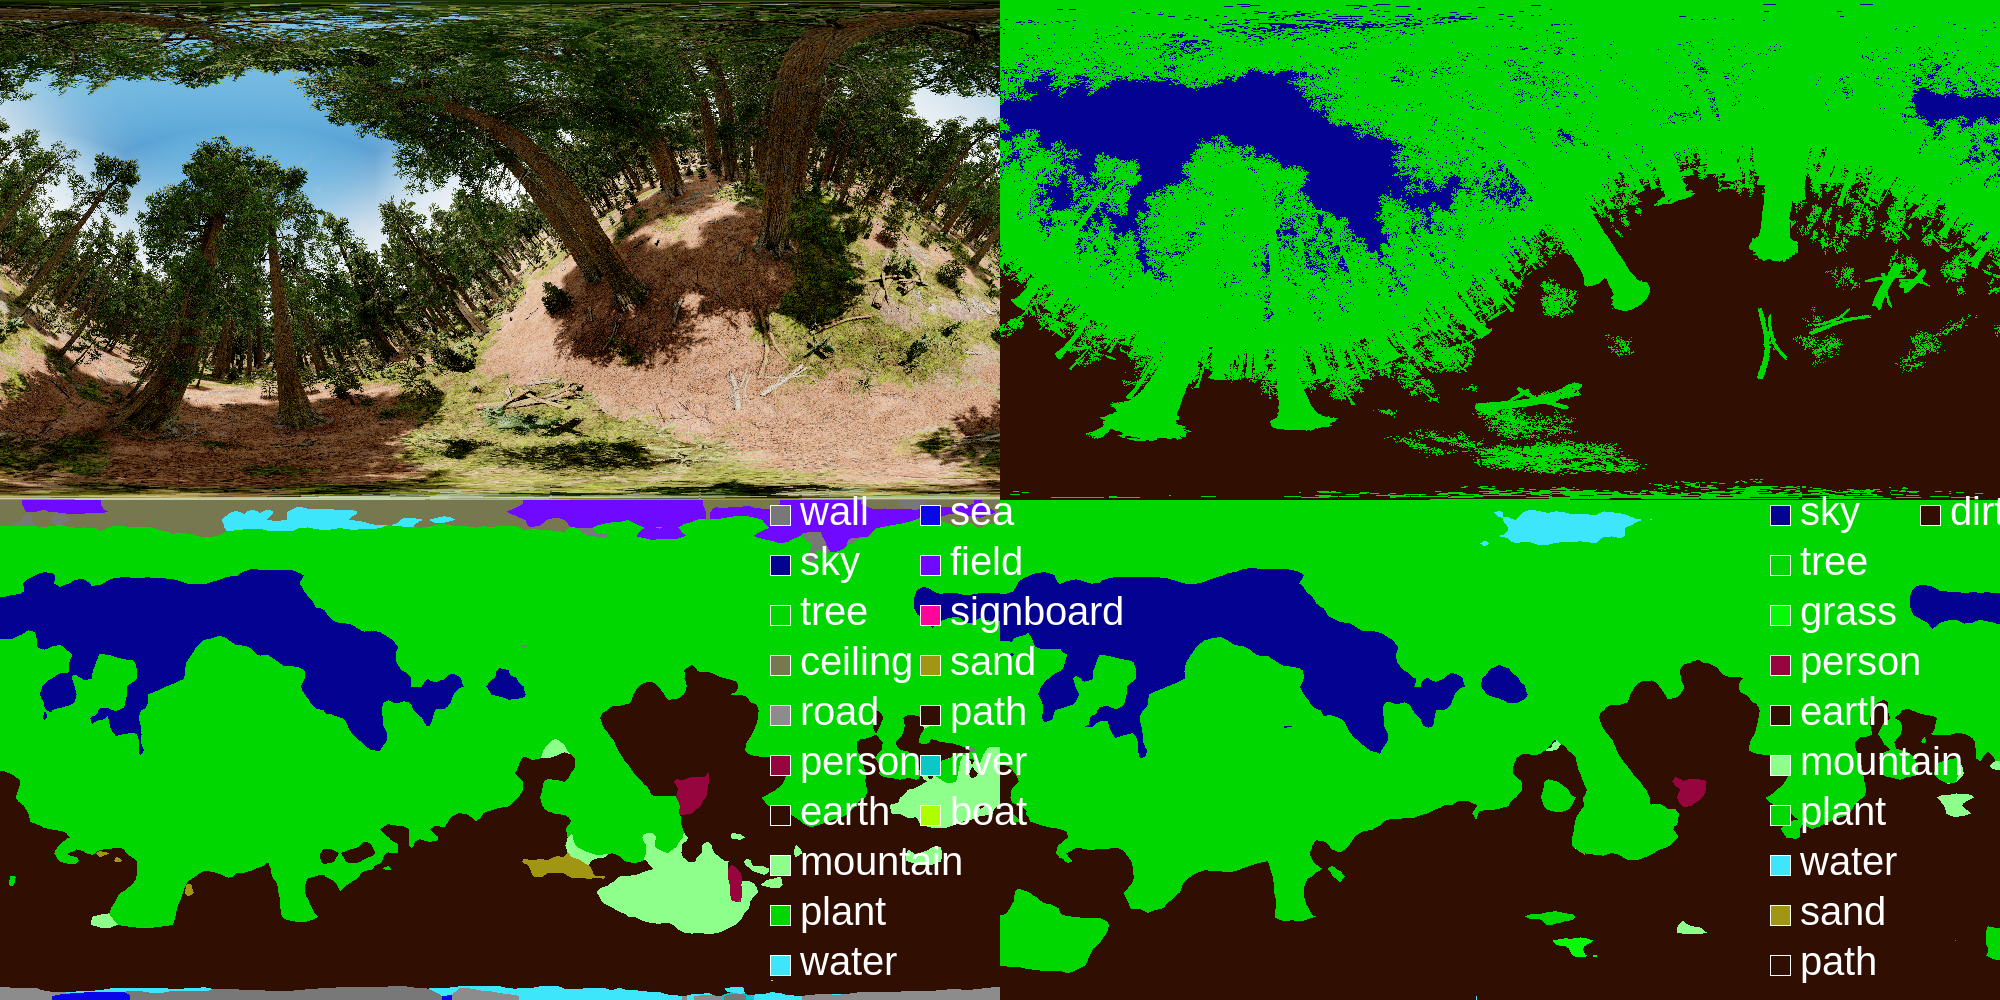 wall
sky
tree
ceiling
road
person
earth
mountain
plant
water
sea
field
signboard
sand
path
river
boat
sky
tree
grass
person
earth
mountain
plant
water
sand
path
dirt